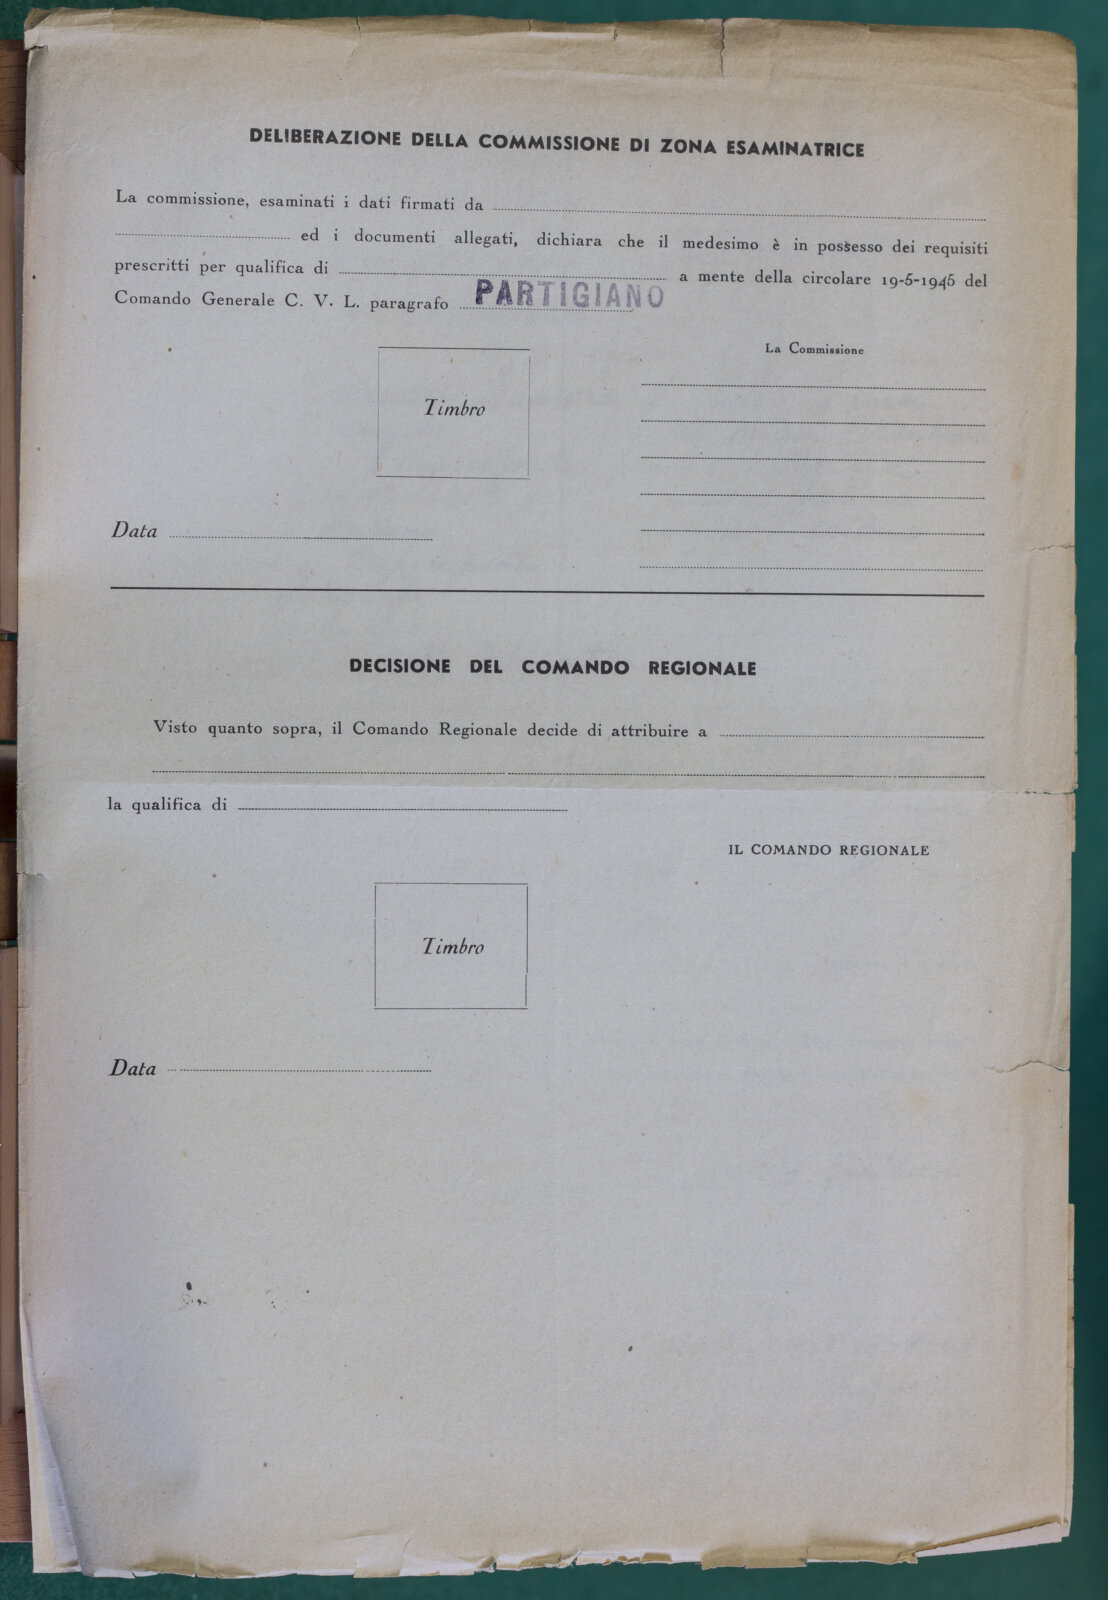 DELIBERAZIONE DELLA COMMISSIONE DI ZONA ESAMINATRICE
La commissione, esaminati i dati firmati da
ed i documenti allegati, dichiara che il medesimo è in possesso dei requisiti
prescritti per qualifica di a mente della circolare 19-5-1945 del
Comando Generale C. V. L. paragrafo PARTIGIANO
La Commissione
Timbro
Data
DECISIONE DEL COMANDO REGIONALE
Visto quanto sopra, il Comando Regionale decide di attribuire a
la qualifica di
IL COMANDO REGIONALE
Timbro
Data